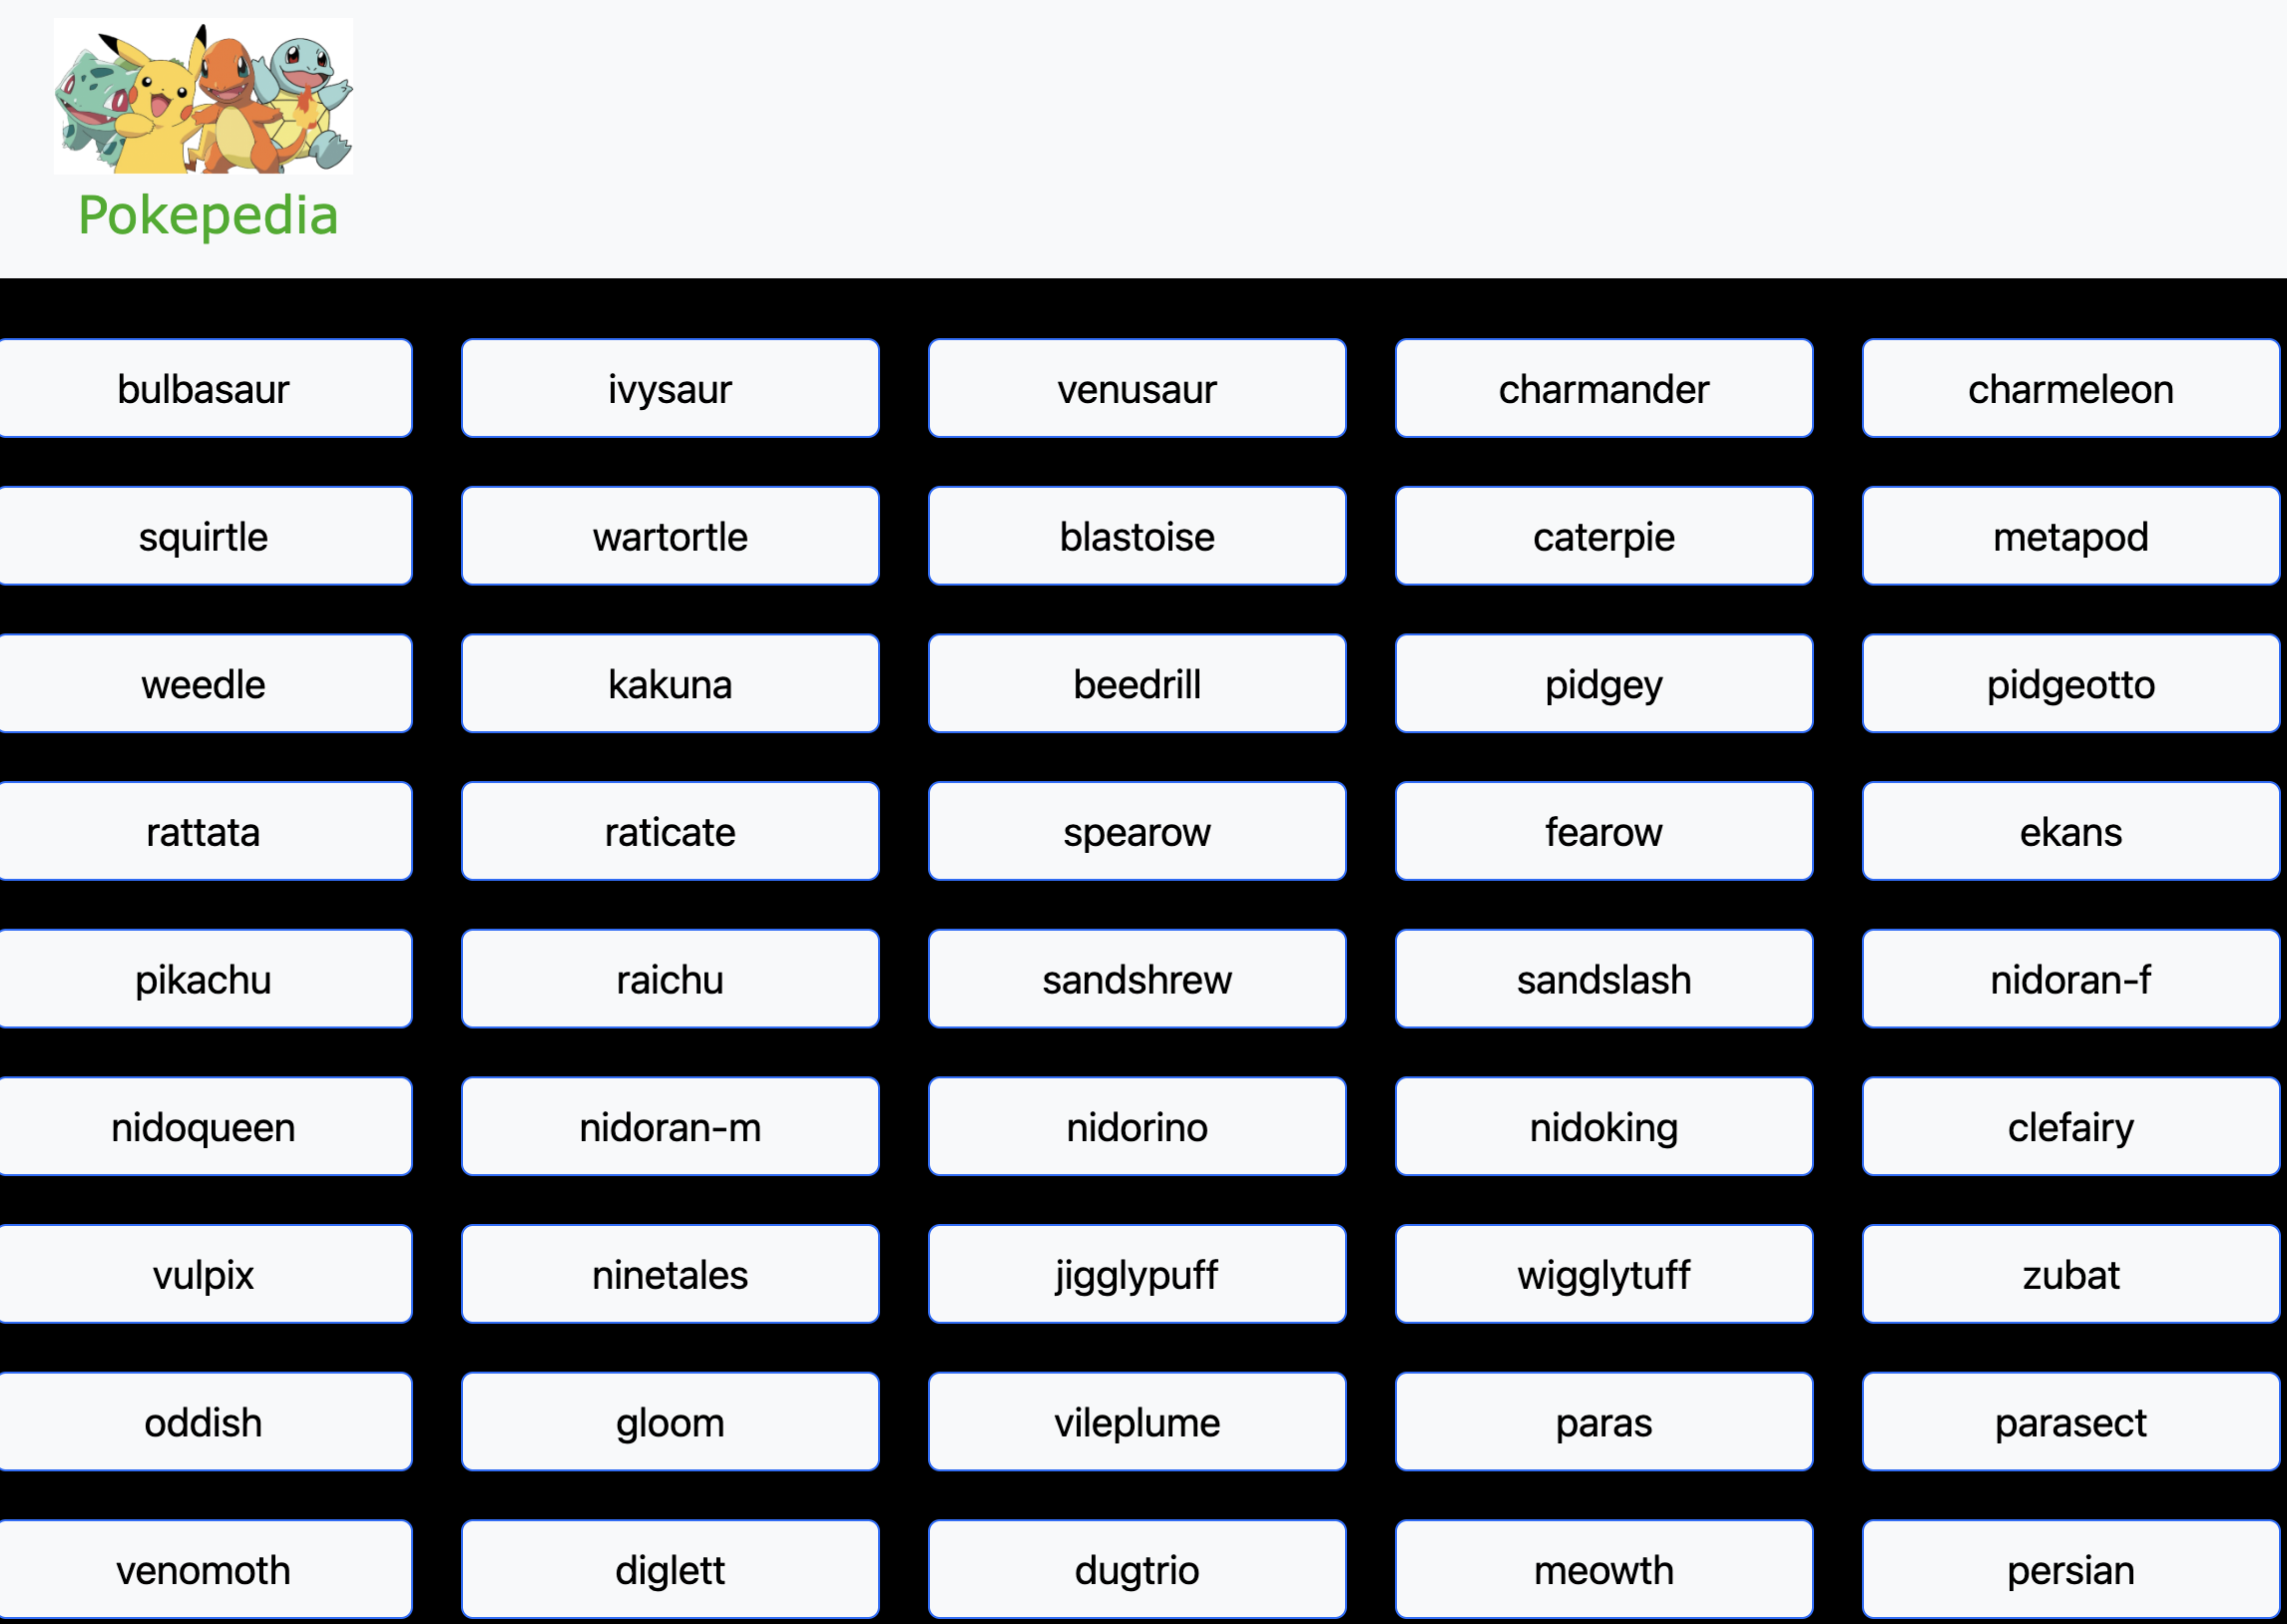 Pokepedia
bulbasaur ivysaur venusaur charmander charmeleon
squirtle wartortle blastoise caterpie metapod
weedle kakuna beedrill pidgey pidgeotto
rattata raticate spearow fearow ekans
pikachu raichu sandshrew sandslash nidoran-f
nidoqueen nidoran-m nidorino nidoking clefairy
vulpix ninetales jigglypuff wigglytuff zubat
oddish gloom vileplume paras parasect
venomoth diglett dugtrio meowth persian